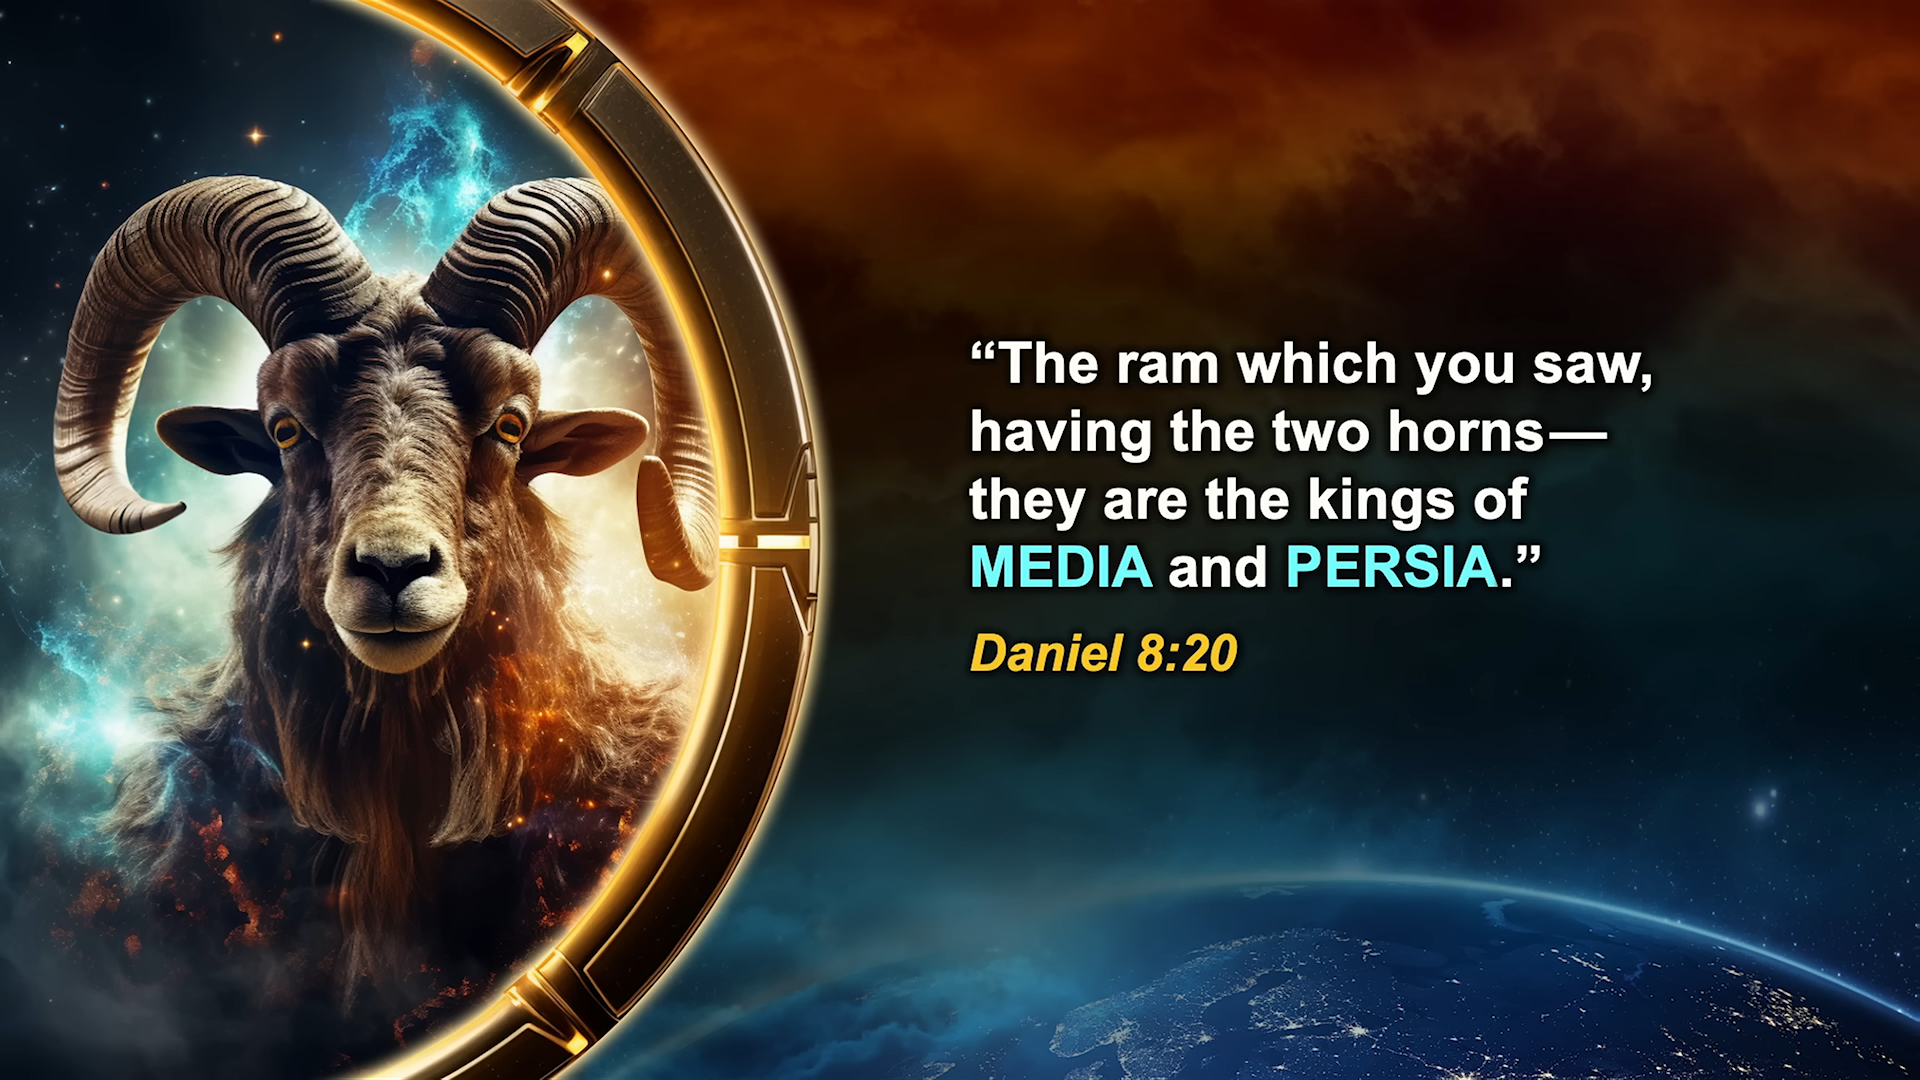 “The ram which you saw,
having the two horns—
they are the kings of
MEDIA and PERSIA.”
Daniel 8:20